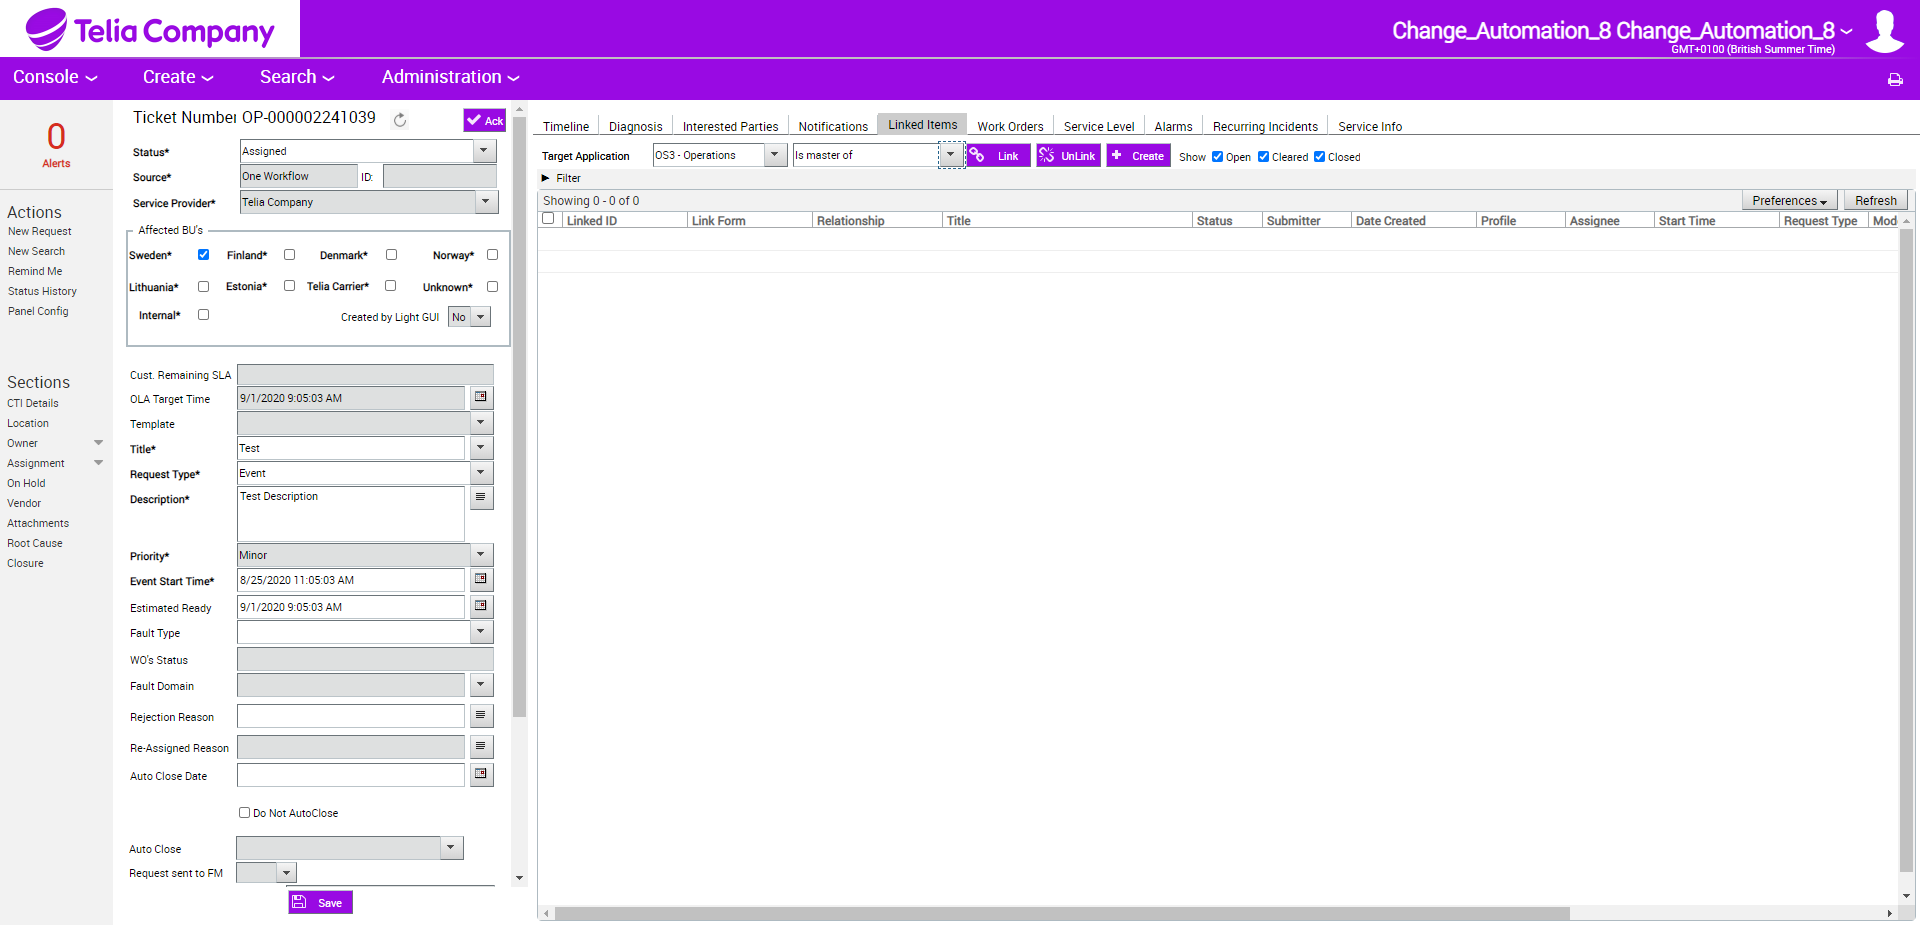 Telia Company
Change_Automation_8 Change_Automation_8
GMT+0100 (British Summer Time)
Console
Create
Search
Administration
0
Alerts
Actions
New Request
New Search
Remind Me
Status History
Panel Config
Sections
CTI Details
Location
Owner
Assignment
On Hold
Vendor
Attachments
Root Cause
Closure
Ticket Number OP-000002241039
Ack
Status* Assigned
Source* One Workflow ID:
Service Provider* Telia Company
Affected BU's
Sweden* Finland* Denmark* Norway*
Lithuania* Estonia* Telia Carrier* Unknown*
Internal* Created by Light GUI No
Cust. Remaining SLA
OLA Target Time 9/1/2020 9:05:03 AM
Template
Title* Test
Request Type* Event
Description* Test Description
Priority* Minor
Event Start Time* 8/25/2020 11:05:03 AM
Estimated Ready 9/1/2020 9:05:03 AM
Fault Type
WO's Status
Fault Domain
Rejection Reason
Re-Assigned Reason
Auto Close Date
Do Not AutoClose
Auto Close
Request sent to FM
Save
Timeline Diagnosis Interested Parties Notifications Linked Items Work Orders Service Level Alarms Recurring Incidents Service Info
Target Application OS3 - Operations Is master of Link UnLink Create Show Open Cleared Closed
Filter
Showing 0 - 0 of 0 Preferences Refresh
Linked ID Link Form Relationship Title Status Submitter Date Created Profile Assignee Start Time Request Type Mod